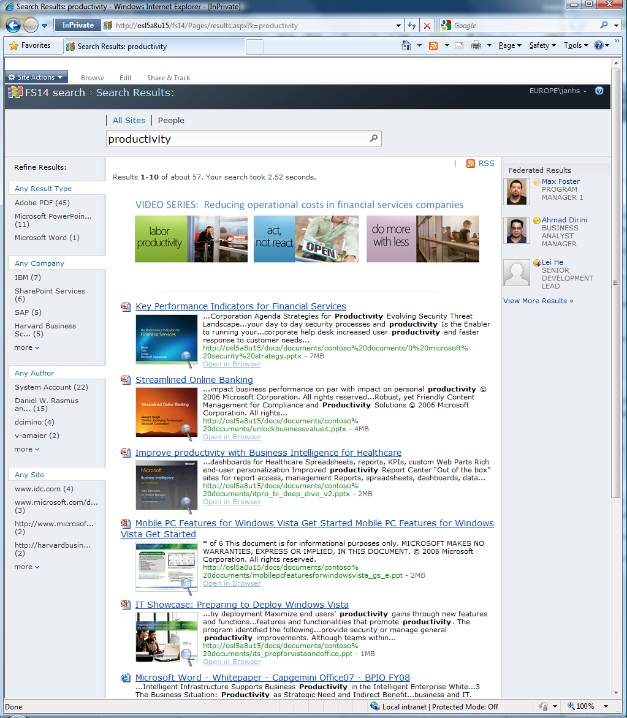 Search Results: productivity - Windows Internet Explorer - [InPrivate]
InPrivate http://osl5a8u15/fs14/Pages/results.aspx?k=productivity
Google
Favorites Search Results: productivity
Page Safety Tools
Site Actions Browse Edit Share & Track
FS14 search Search Results:
EUROPE\janhs
All Sites People
productivity
RSS
Results 1-10 of about 57. Your search took 2.52 seconds.
Refine Results:
Any Result Type
Adobe PDF (45)
Microsoft PowerPoin...
(11)
Microsoft Word (1)
Any Company
IBM (7)
SharePoint Services
(6)
SAP (5)
Harvard Business
Sc... (5)
more
Any Author
System Account (22)
Daniel W. Rasmus
an... (15)
dcimino (4)
v-amaier (2)
more
Any Site
www.idc.com (4)
www.microsoft.com/d...
(3)
http://www.microsof...
(2)
http://harvardbusin...
(2)
more
VIDEO SERIES: Reducing operational costs in financial services companies
labor
productivity
act,
not react
OPEN
do more
with less
Key Performance Indicators for Financial Services
...Corporation Agenda Strategies for Productivity Evolving Security Threat
Landscape...your day to day security processes and productivity Is the Enabler
to running your...corporate help desk increased user productivity and faster
response to customer needs...
http://osl5a8u15/docs/documents/contoso%20documents/0%20microsoft%
20security%20strategy.pptx - 7MB
Open in Browser
Streamlined Online Banking
...impact business performance on par with impact on personal productivity ©
2006 Microsoft Corporation. All rights reserved...Robust, yet Friendly Content
Management for Compliance and Productivity Solutions © 2006 Microsoft
Corporation. All rights...
http://osl5a8u15/docs/documents/contoso%
20documents/unlockbusinessvalue1.pptx - 4MB
Open in Browser
Improve productivity with Business Intelligence for Healthcare
...dashboards for Healthcare Spreadsheets, reports, KPIs, custom Web Parts Rich
end-user personalization Improved productivity Report Center "Out of the box"
sites for report access, management Reports, spreadsheets, dashboards, data...
http://osl5a8u15/docs/documents/contoso%
20documents/itpro_bi_deep_dive_v2.pptx - 2MB
Open in Browser
Mobile PC Features for Windows Vista Get Started Mobile PC Features for Windows
Vista Get Started
* of 6 This document is for informational purposes only. MICROSOFT MAKES NO
WARRANTIES, EXPRESS OR IMPLIED, IN THIS DOCUMENT. © 2006 Microsoft
Corporation. All rights reserved.
http://osl5a8u15/docs/documents/contoso%
20documents/mobilepcfeaturesforwindowsvista_gs_e.ppt - 2MB
Open in Browser
IT Showcase: Preparing to Deploy Windows Vista
...by deployment Maximize end users' productivity gains through new features
and functions...features and functionalities that promote productivity. The
program identified the following...provide security or manage general
productivity improvements. Although teams within...
http://osl5a8u15/docs/documents/contoso%
20documents/its_prepforvistaandoffice.ppt - 1MB
Open in Browser
Microsoft Word - Whitepaper - Capgemini Office07 - BPIO FY08
...Intelligent Infrastructure Supports Business Productivity in the Intelligent Enterprise White...3
The Business Situation: Productivity as Strategic Need and Indirect Benefit...business and IT.
Federated Results
Max Foster
PROGRAM
MANAGER 1
Ahmad Dirini
BUSINESS
ANALYST
MANAGER
Lei He
SENIOR
DEVELOPMENT
LEAD
View More Results »
Done Local intranet | Protected Mode: Off 100%